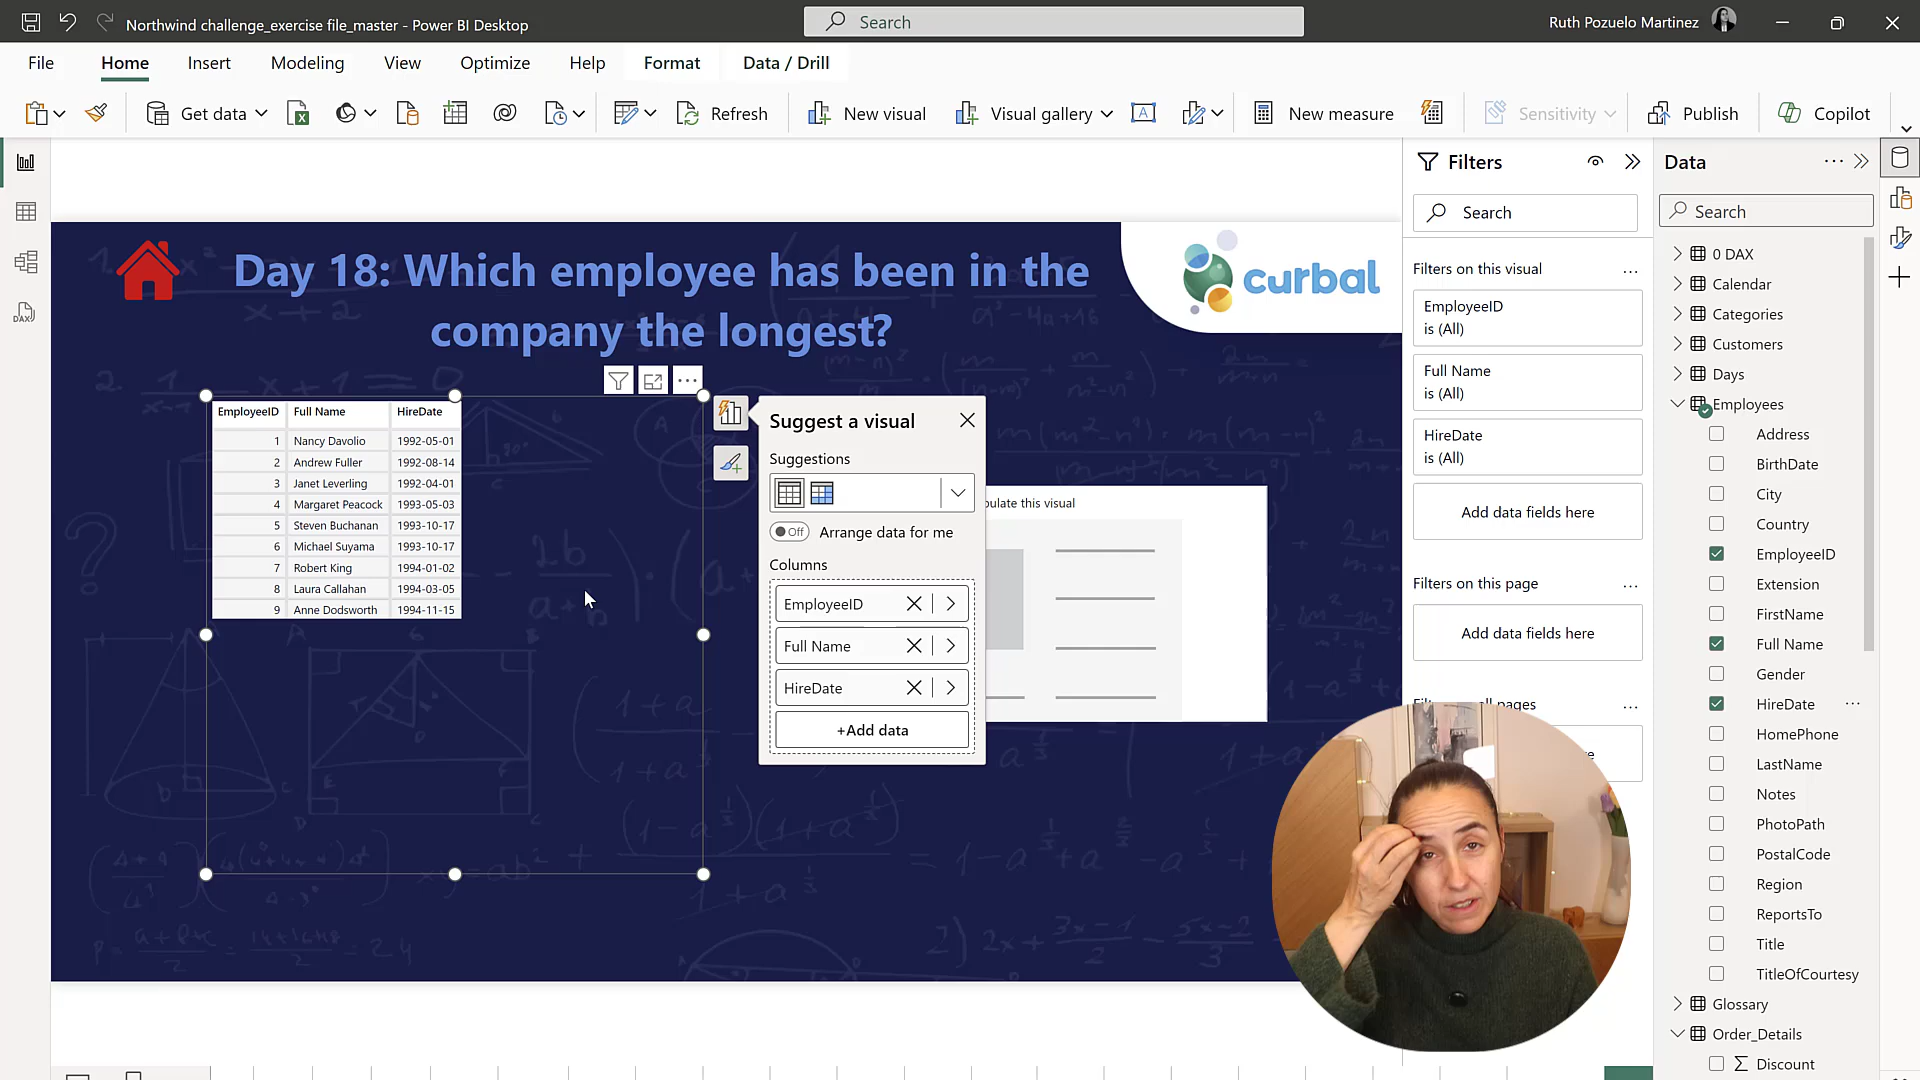 Northwind challenge_exercise file_master - Power BI Desktop
Search
Ruth Pozuelo Martinez
File
Home
Insert
Modeling
View
Optimize
Help
Format
Data / Drill
Get data
Refresh
New visual
Visual gallery
New measure
Sensitivity
Publish
Copilot
Day 18: Which employee has been in the
company the longest?
curbal
EmployeeID Full Name HireDate
1 Nancy Davolio 1992-05-01
2 Andrew Fuller 1992-08-14
3 Janet Leverling 1992-04-01
4 Margaret Peacock 1993-05-03
5 Steven Buchanan 1993-10-17
6 Michael Suyama 1993-10-17
7 Robert King 1994-01-02
8 Laura Callahan 1994-03-05
9 Anne Dodsworth 1994-11-15
Suggest a visual
Suggestions
Off Arrange data for me
Columns
EmployeeID
Full Name
HireDate
+Add data
this visual
Filters
Search
Filters on this visual
EmployeeID
is (All)
Full Name
is (All)
HireDate
is (All)
Add data fields here
Filters on this page
Add data fields here
pages
Data
Search
0 DAX
Calendar
Categories
Customers
Days
Employees
Address
BirthDate
City
Country
EmployeeID
Extension
FirstName
Full Name
Gender
HireDate
HomePhone
LastName
Notes
PhotoPath
PostalCode
Region
ReportsTo
Title
TitleOfCourtesy
Glossary
Order_Details
Discount